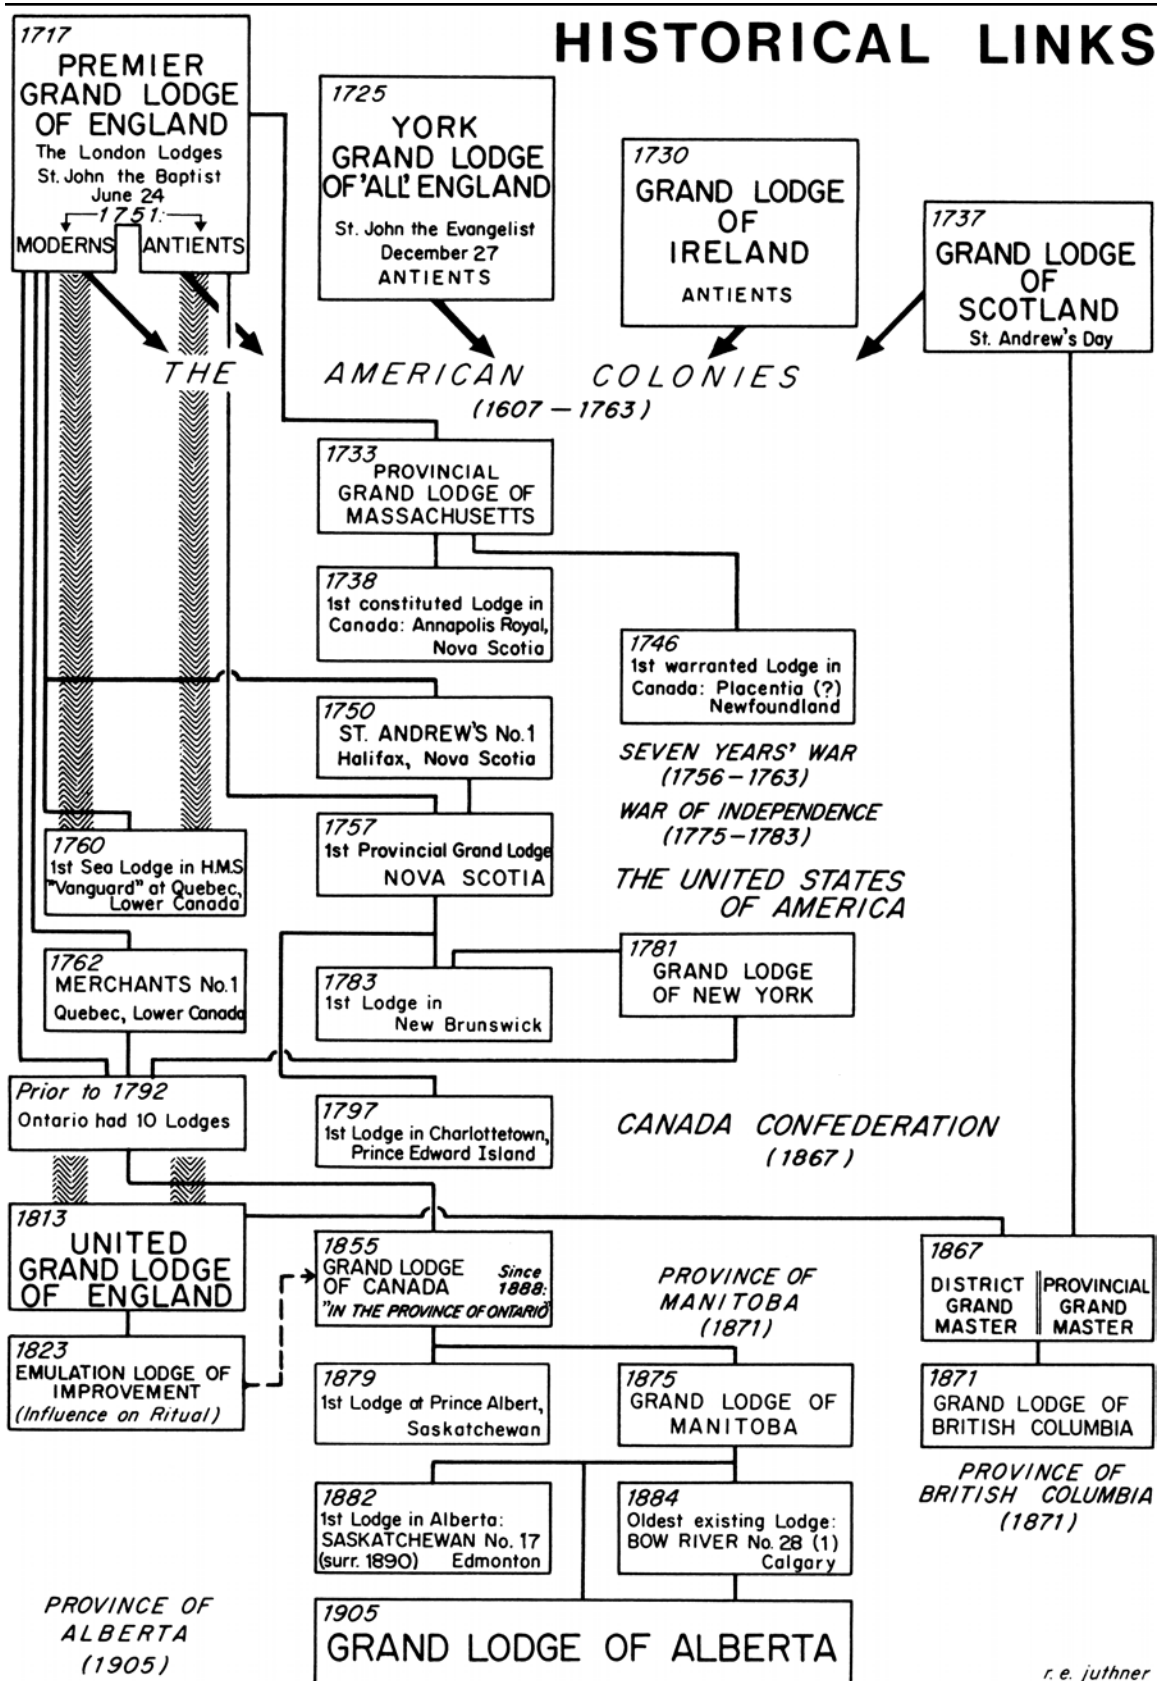 HISTORICAL LINKS
1717
PREMIER
GRAND LODGE
OF ENGLAND
The London Lodges
St. John the Baptist
June 24
1751:
MODERNS
ANTIENTS
1725
YORK
GRAND LODGE
OF 'ALL' ENGLAND
St. John the Evangelist
December 27
ANTIENTS
1730
GRAND LODGE
OF
IRELAND
ANTIENTS
1737
GRAND LODGE
OF
SCOTLAND
St. Andrew's Day
THE AMERICAN COLONIES
(1607 – 1763)
1733
PROVINCIAL
GRAND LODGE OF
MASSACHUSETTS
1738
1st constituted Lodge in
Canada: Annapolis Royal,
Nova Scotia
1746
1st warranted Lodge in
Canada: Placentia (?)
Newfoundland
1750
ST. ANDREW'S No.1
Halifax, Nova Scotia
SEVEN YEARS' WAR
(1756 – 1763)
WAR OF INDEPENDENCE
(1775 – 1783)
1757
1st Provincial Grand Lodge
NOVA SCOTIA
1760
1st Sea Lodge in H.M.S.
"Vanguard" at Quebec,
Lower Canada
THE UNITED STATES
OF AMERICA
1762
MERCHANTS No.1
Quebec, Lower Canada
1783
1st Lodge in
New Brunswick
1781
GRAND LODGE
OF NEW YORK
Prior to 1792
Ontario had 10 Lodges
1797
1st Lodge in Charlottetown,
Prince Edward Island
CANADA CONFEDERATION
(1867)
1813
UNITED
GRAND LODGE
OF ENGLAND
1855
GRAND LODGE
OF CANADA
Since
1888:
"IN THE PROVINCE OF ONTARIO"
PROVINCE OF
MANITOBA
(1871)
1867
DISTRICT
GRAND
MASTER
PROVINCIAL
GRAND
MASTER
1823
EMULATION LODGE OF
IMPROVEMENT
(Influence on Ritual)
1879
1st Lodge at Prince Albert,
Saskatchewan
1875
GRAND LODGE OF
MANITOBA
1871
GRAND LODGE OF
BRITISH COLUMBIA
PROVINCE OF
BRITISH COLUMBIA
(1871)
1882
1st Lodge in Alberta:
SASKATCHEWAN No. 17
(surr. 1890) Edmonton
1884
Oldest existing Lodge:
BOW RIVER No. 28 (1)
Calgary
PROVINCE OF
ALBERTA
(1905)
1905
GRAND LODGE OF ALBERTA
r. e. juthner